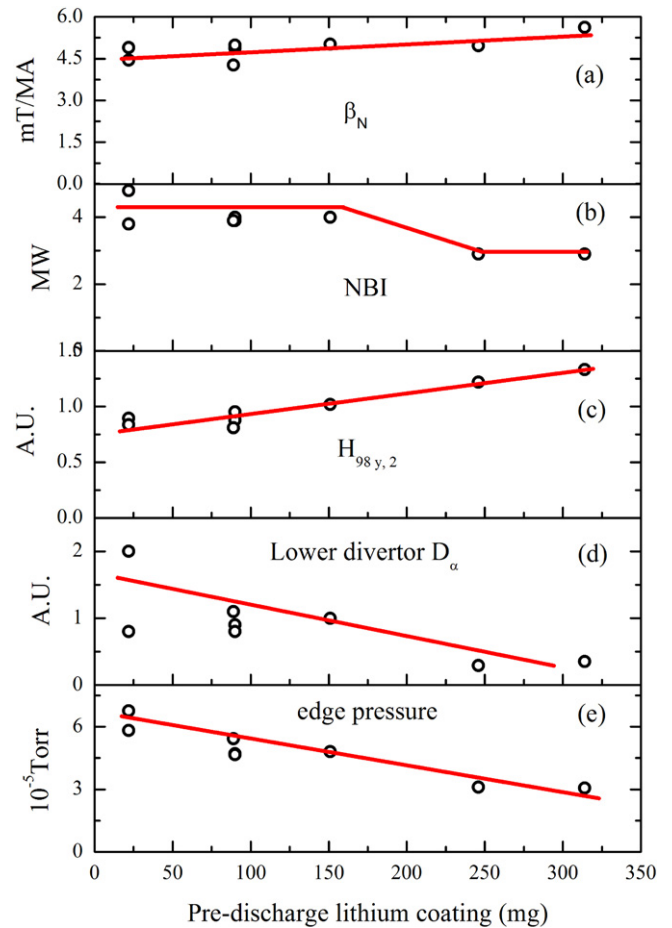 6.0
4.5
3.0
1.5
0.0
mT/MA
(a)
β_N
4
2
MW
(b)
NBI
1.5
1.0
0.5
0.0
A.U.
(c)
H_98 y, 2
2
1
0
A.U.
Lower divertor D_α
(d)
6
3
0
10^-5Torr
edge pressure
(e)
0 50 100 150 200 250 300 350
Pre-discharge lithium coating (mg)